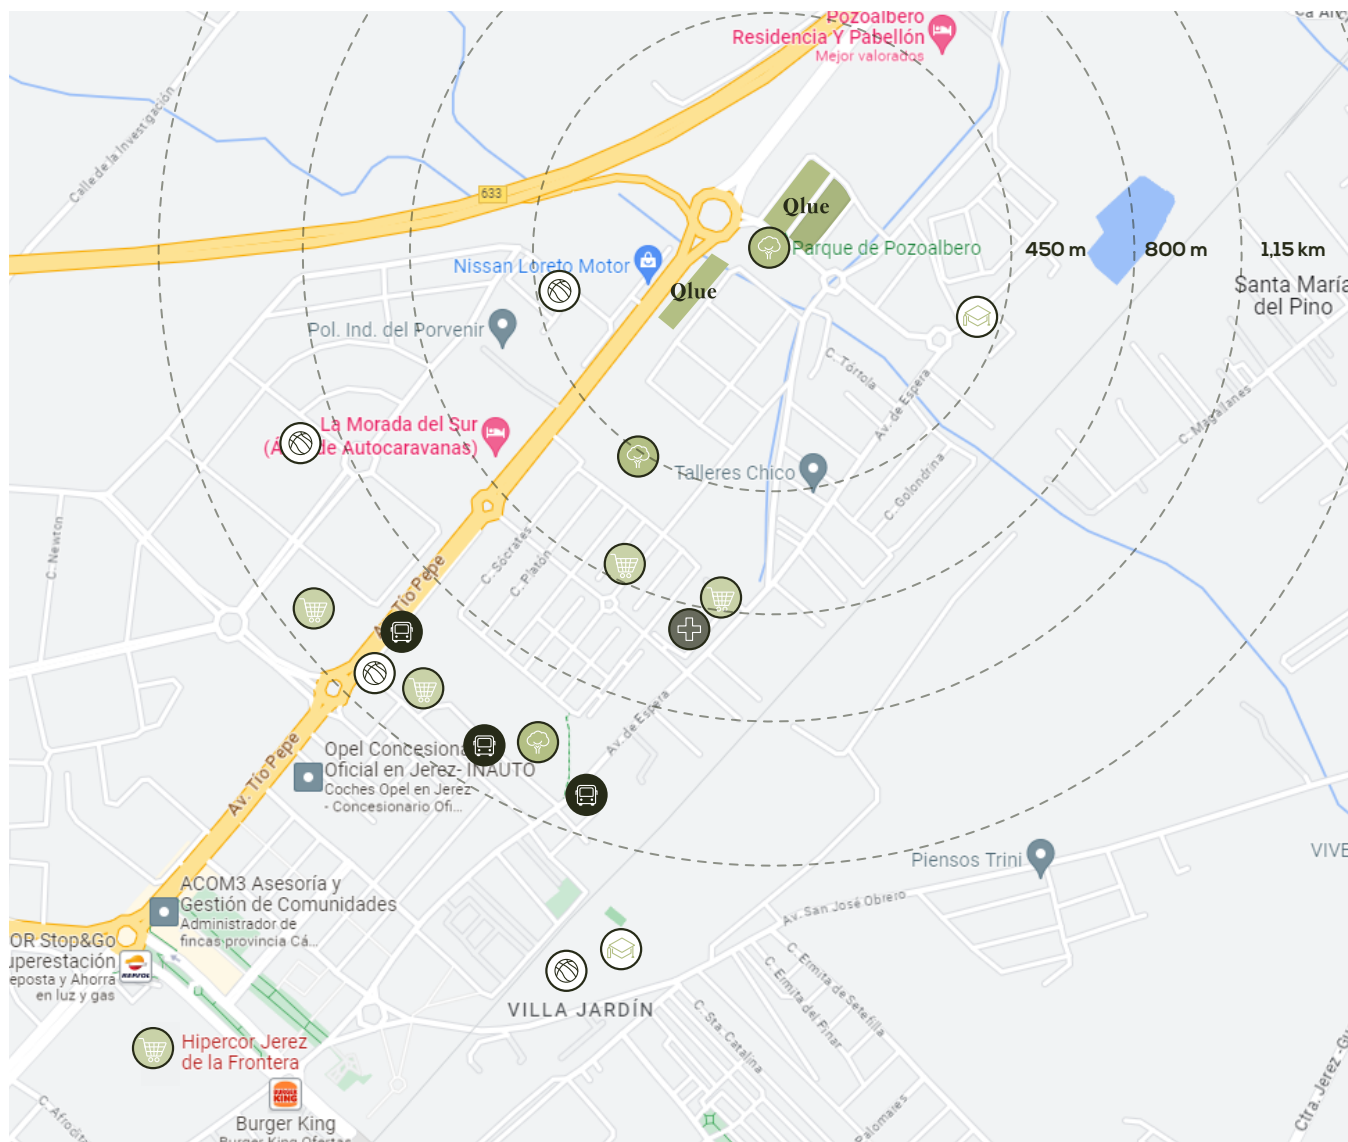 Pozoalbero
Residencia Y Pabellón
Mejor valorados
Calle de la Investigación
633
Qlue
Parque de Pozoalbero
450 m
800 m
1,15 km
Nissan Loreto Motor
Qlue
Santa María
del Pino
Pol. Ind. del Porvenir
C. Tórtola
Av. de Espera
C. Magallanes
La Morada del Sur
de Autocaravanas)
Talleres Chico
C. Golondrina
C. Newton
C. Sócrates
C. Platón
Tío Pepe
Av. de Espera
Av. Tío Pepe
Opel Concesiona
Oficial en Jerez- INAUTO
Coches Opel en Jerez
- Concesionario Ofi...
Piensos Trini
VIVE
ACOM3 Asesoría y
Gestión de Comunidades
Administrador de
fincas provincia Cá...
Av. San José Obrero
OR Stop&Go
uperestación
eposta y Ahorra
en luz y gas
REPSOL
C. Ermita de Setefilla
C. Ermita del Pinar
C. Sta. Catalina
VILLA JARDÍN
Hipercor Jerez
de la Frontera
BURGER
KING
Burger King
Burger King Ofertas
C. Afrocit
Palomares
Ctra. Jerez -Gu